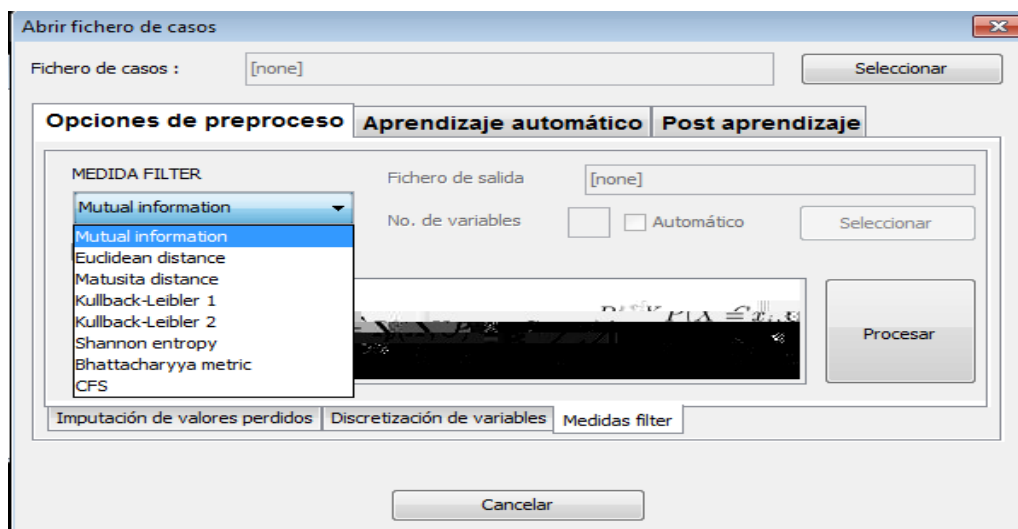 Abrir fichero de casos
Fichero de casos : [none] Seleccionar
Opciones de preproceso Aprendizaje automático Post aprendizaje
MEDIDA FILTER Fichero de salida [none]
Mutual information No. de variables Automático Seleccionar
Mutual information
Euclidean distance
Matusita distance
Kullback-Leibler 1
Kullback-Leibler 2
Shannon entropy
Bhattacharyya metric
CFS
Procesar
Imputación de valores perdidos Discretización de variables Medidas filter
Cancelar